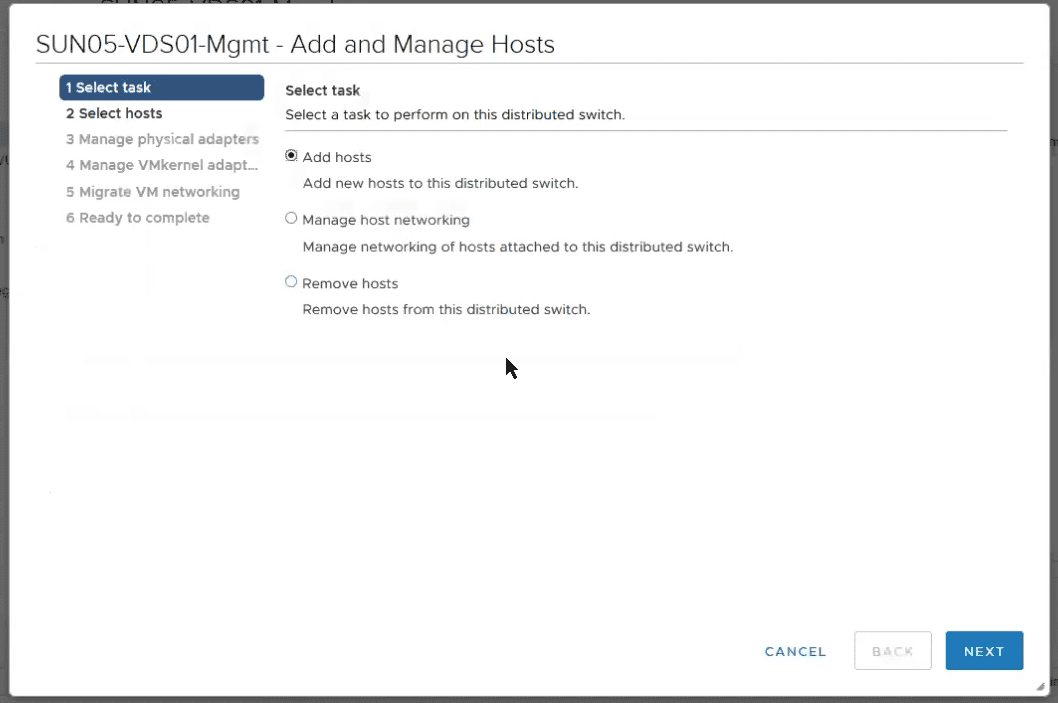 SUN05-VDS01-Mgmt - Add and Manage Hosts
1 Select task
2 Select hosts
3 Manage physical adapters
4 Manage VMkernel adapt...
5 Migrate VM networking
6 Ready to complete
Select task
Select a task to perform on this distributed switch.
Add hosts
Add new hosts to this distributed switch.
Manage host networking
Manage networking of hosts attached to this distributed switch.
Remove hosts
Remove hosts from this distributed switch.
CANCEL
BACK
NEXT